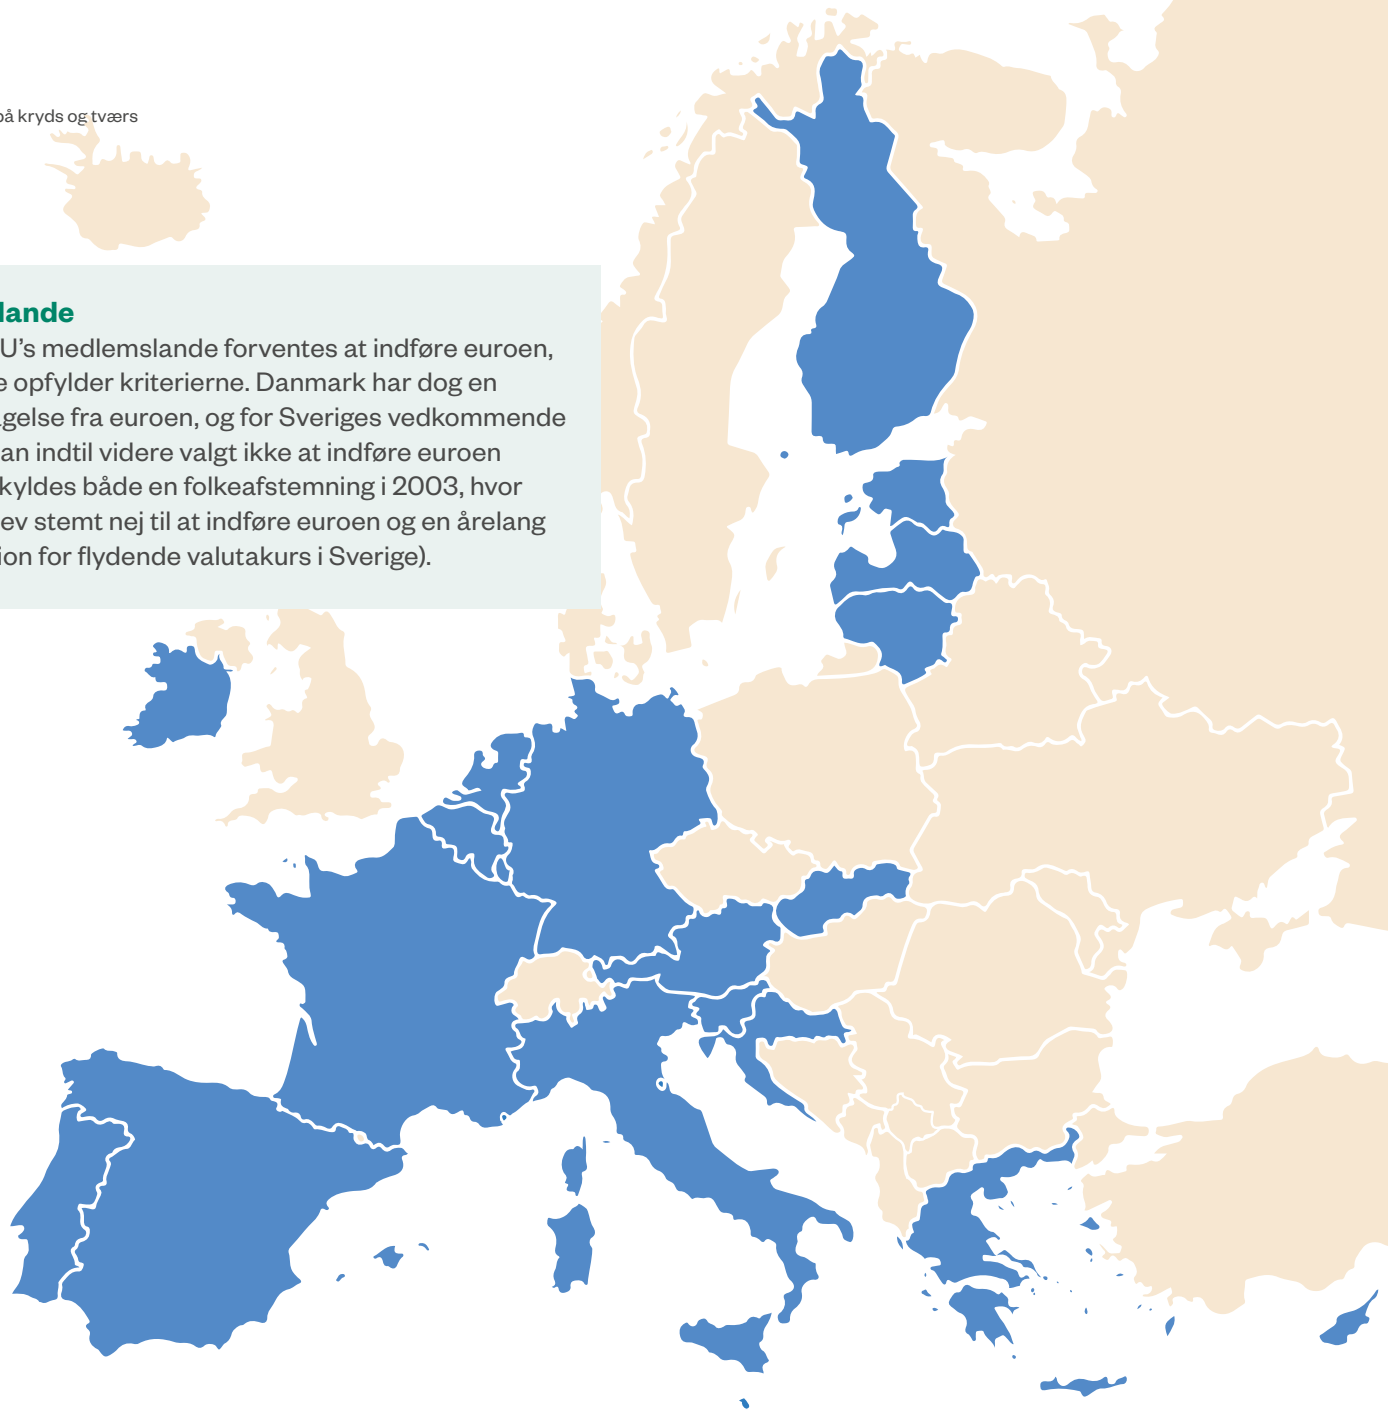 på kryds og tværs
lande
U’s medlemslande forventes at indføre euroen,
e opfylder kriterierne. Danmark har dog en
agelse fra euroen, og for Sveriges vedkommende
an indtil videre valgt ikke at indføre euroen
kyldes både en folkeafstemning i 2003, hvor
ev stemt nej til at indføre euroen og en årelang
ion for flydende valutakurs i Sverige).